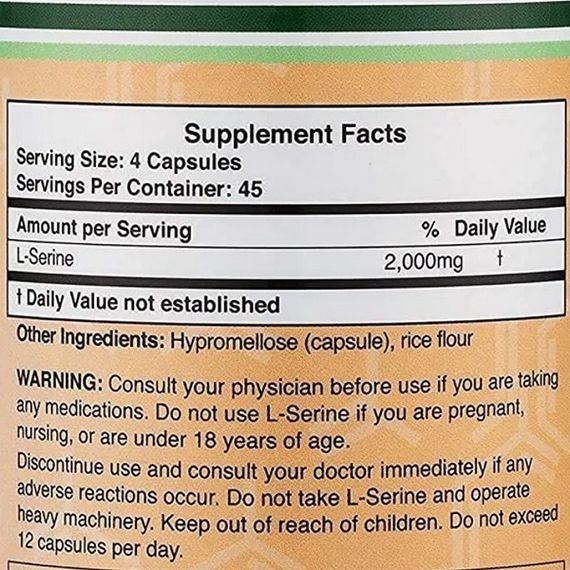 Supplement Facts
Serving Size: 4 Capsules
Servings Per Container: 45
Amount per Serving % Daily Value
L-Serine 2,000mg †
† Daily Value not established
Other Ingredients: Hypromellose (capsule), rice flour
WARNING: Consult your physician before use if you are taking
any medications. Do not use L-Serine if you are pregnant,
nursing, or are under 18 years of age.
Discontinue use and consult your doctor immediately if any
adverse reactions occur. Do not take L-Serine and operate
heavy machinery. Keep out of reach of children. Do not exceed
12 capsules per day.